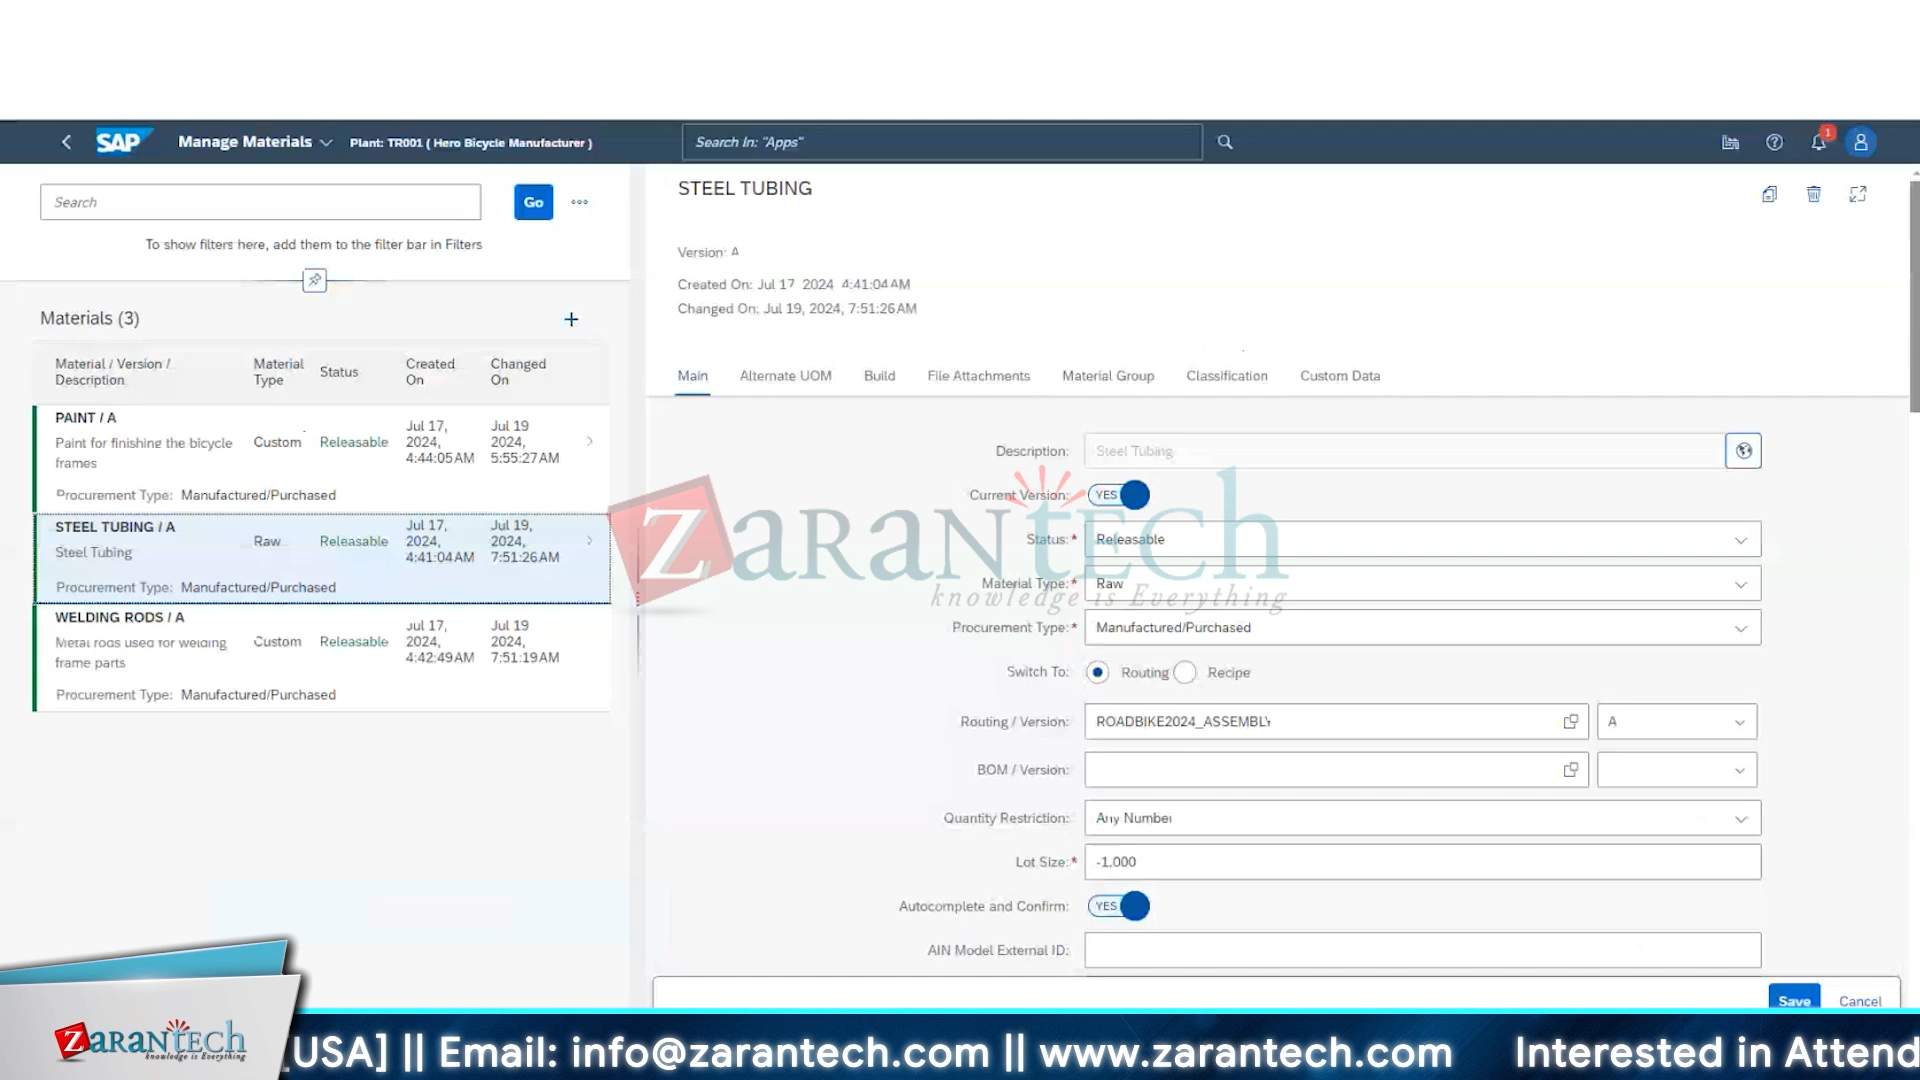 SAP
Manage Materials
Plant: TR001 ( Hero Bicycle Manufacturer )
Search In: "Apps"
1
Search
Go
To show filters here, add them to the filter bar in Filters
Materials (3)
Material / Version / Description
Material Type
Status
Created On
Changed On
PAINT / A
Paint for finishing the bicycle frames
Custom
Releasable
Jul 17, 2024, 4:44:05 AM
Jul 19 2024, 5:55:27 AM
Procurement Type: Manufactured/Purchased
STEEL TUBING / A
Steel Tubing
Raw
Releasable
Jul 17, 2024, 4:41:04 AM
Jul 19, 2024, 7:51:26 AM
Procurement Type: Manufactured/Purchased
WELDING RODS / A
Metal rods used for welding frame parts
Custom
Releasable
Jul 17, 2024, 4:42:49 AM
Jul 19 2024, 7:51:19 AM
Procurement Type: Manufactured/Purchased
STEEL TUBING
Version: A
Created On: Jul 17 2024 4:41:04 AM
Changed On: Jul 19, 2024, 7:51:26 AM
Main
Alternate UOM
Build
File Attachments
Material Group
Classification
Custom Data
Description: Steel Tubing
Current Version: YES
Status:* Releasable
Material Type:* Raw
Procurement Type:* Manufactured/Purchased
Switch To: Routing Recipe
Routing / Version: ROADBIKE2024_ASSEMBLY A
BOM / Version:
Quantity Restriction: Any Number
Lot Size:* -1,000
Autocomplete and Confirm: YES
AIN Model External ID:
Save
Cancel
ZaranTech
knowledge is Everything
ZaranTech
knowledge is Everything
[USA] || Email: info@zarantech.com || www.zarantech.com Interested in Attend